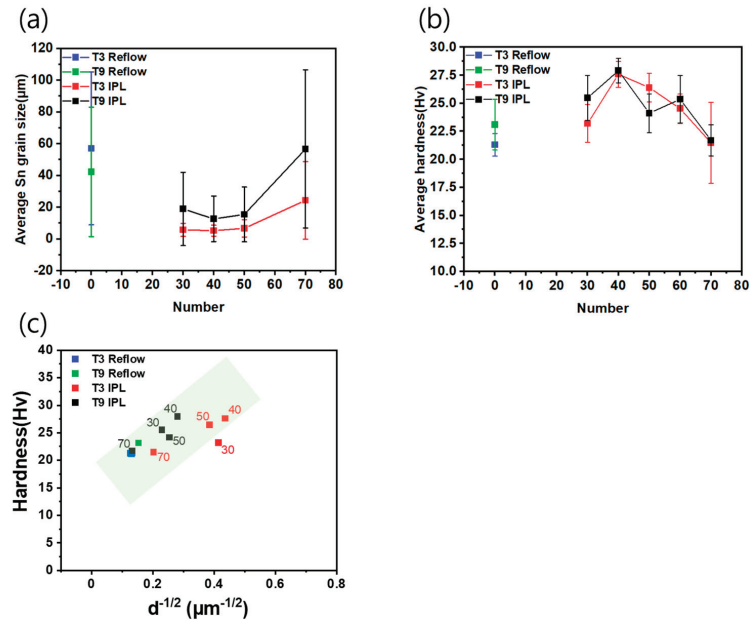 (a)
T3 Reflow
T9 Reflow
T3 IPL
T9 IPL
120
100
80
60
40
20
0
-20
Average Sn grain size(μm)
-10 0 10 20 30 40 50 60 70 80
Number
(b)
T3 Reflow
T9 Reflow
T3 IPL
T9 IPL
30.0
27.5
25.0
22.5
20.0
17.5
15.0
12.5
10.0
Average hardness(Hv)
-10 0 10 20 30 40 50 60 70 80
Number
(c)
T3 Reflow
T9 Reflow
T3 IPL
T9 IPL
40
35
30
25
20
15
10
5
0
Hardness(Hv)
40
30
50
70
50
40
30
70
0 0.2 0.4 0.6 0.8
d-1/2 (μm-1/2)